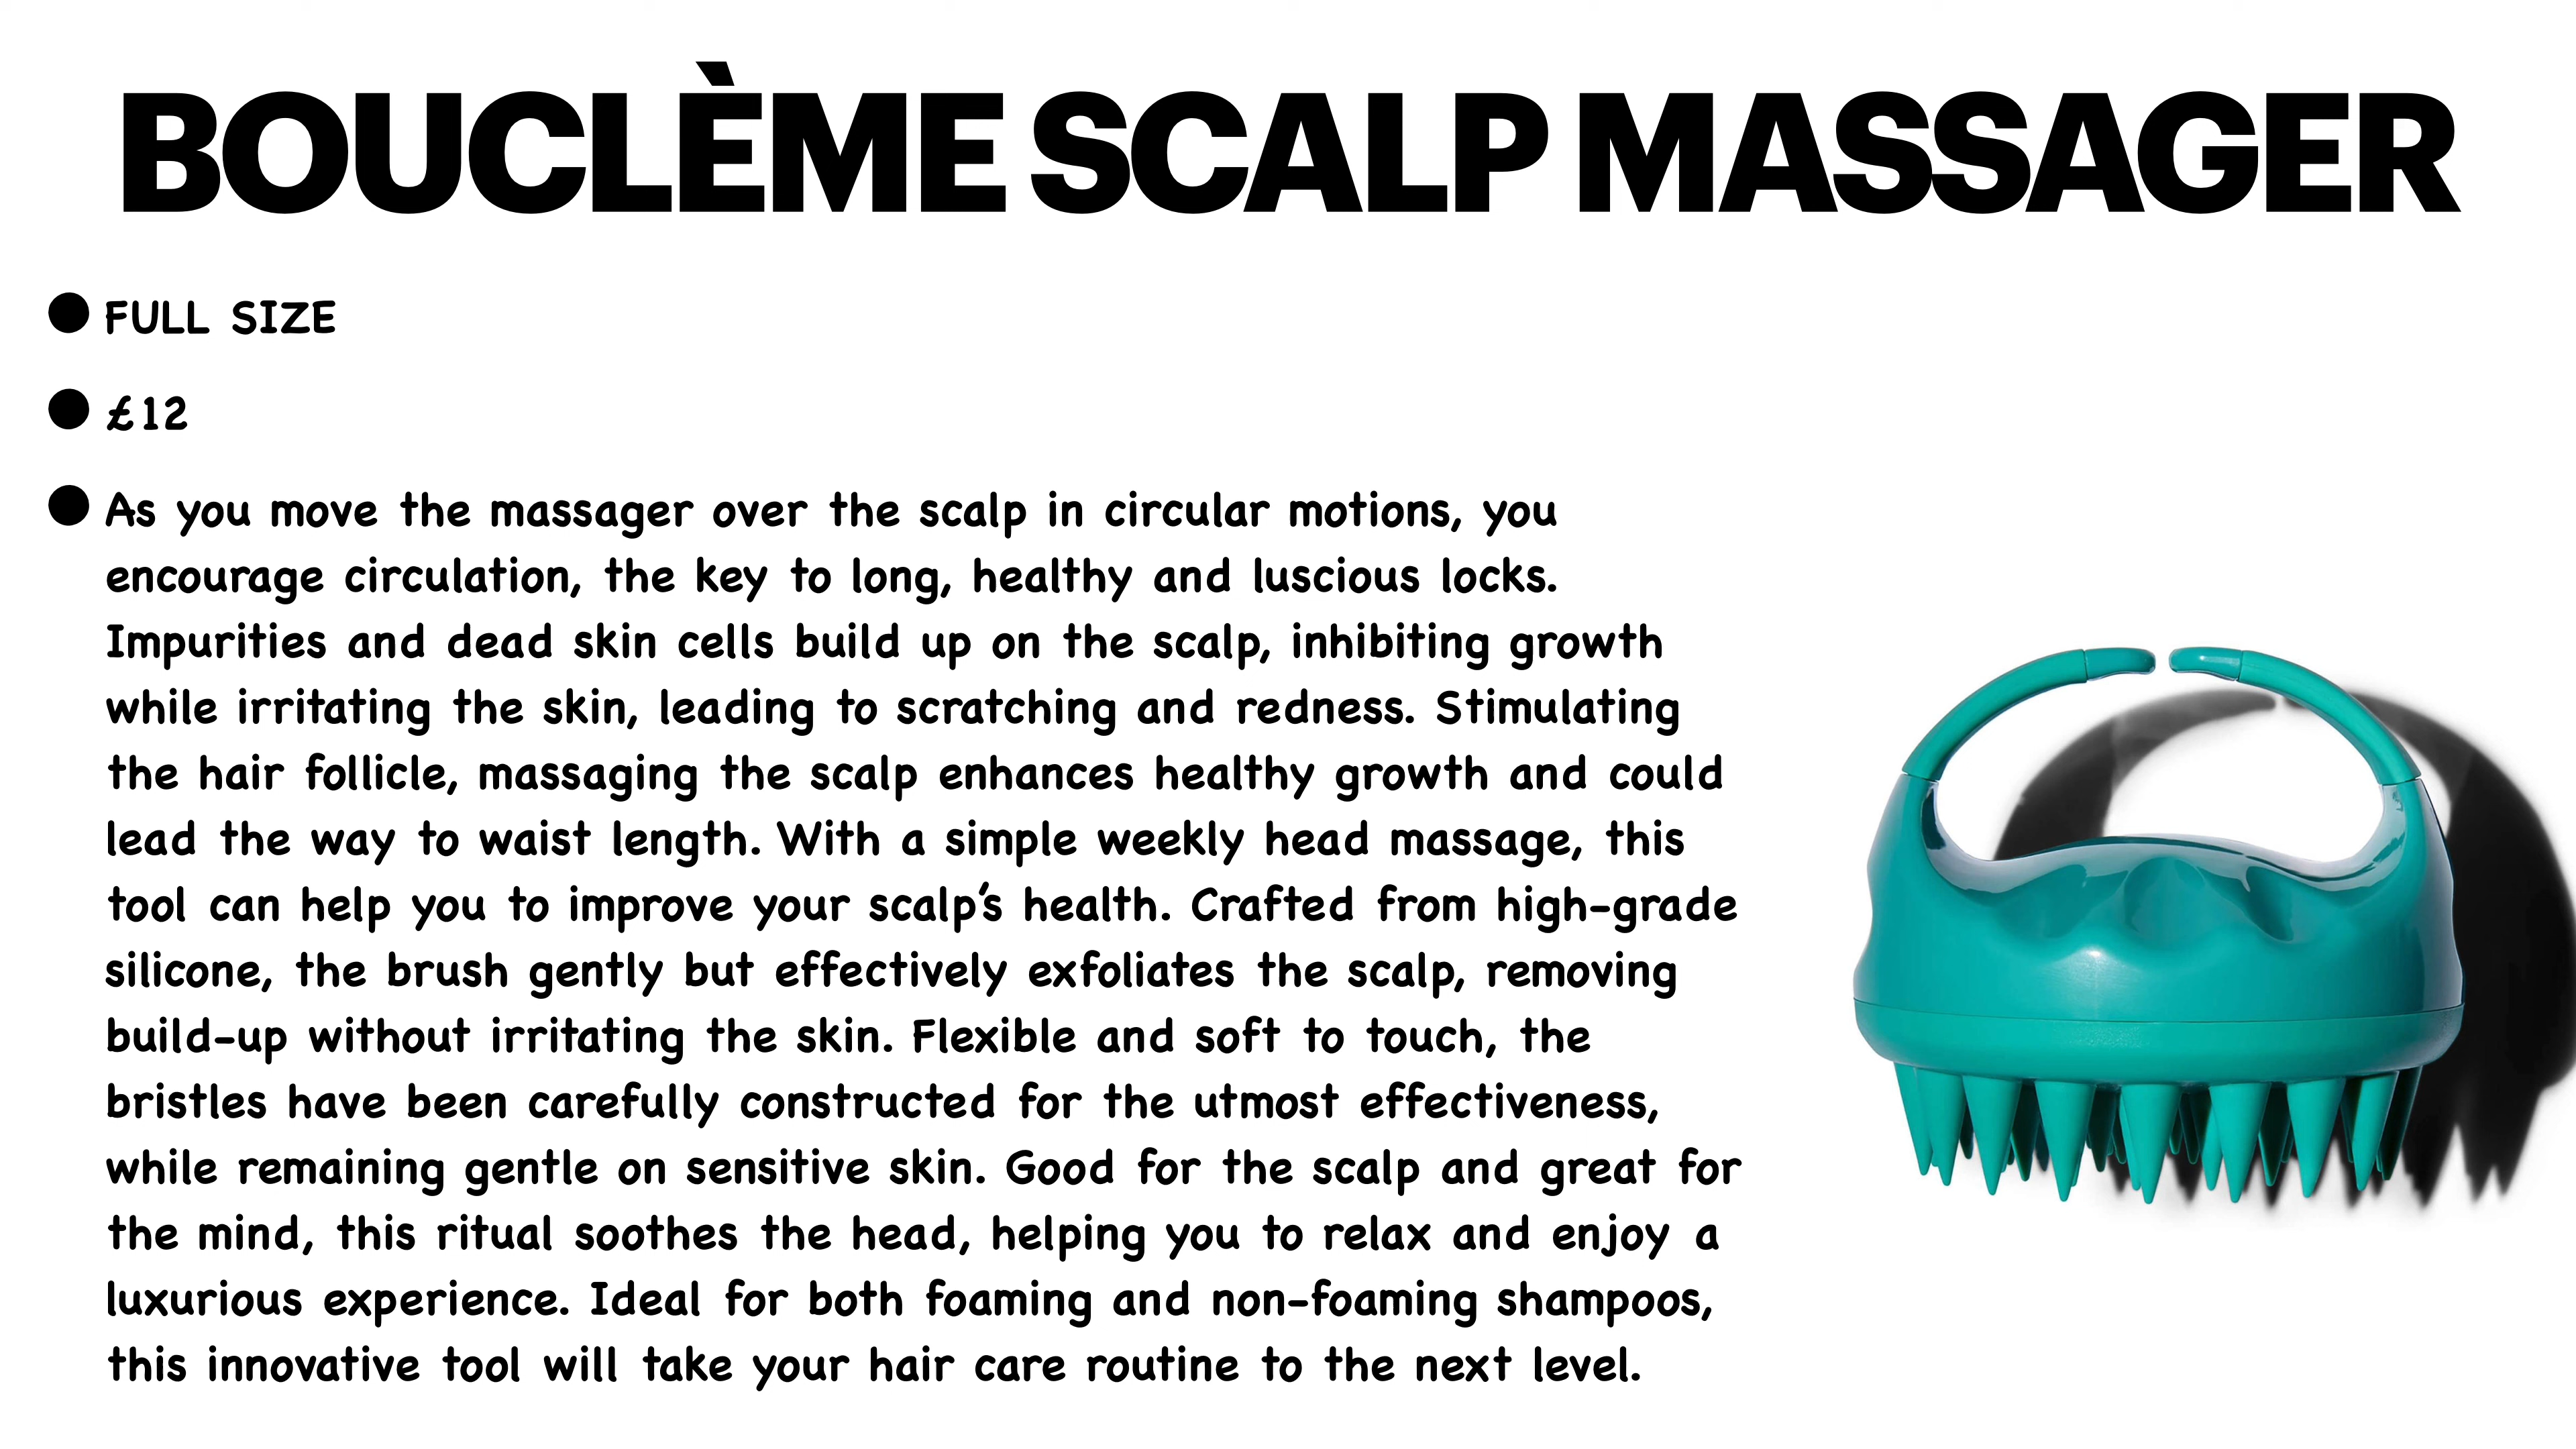 BOUCLÈME SCALP MASSAGER
● FULL SIZE
● £12
● As you move the massager over the scalp in circular motions, you
encourage circulation, the key to long, healthy and luscious locks.
Impurities and dead skin cells build up on the scalp, inhibiting growth
while irritating the skin, leading to scratching and redness. Stimulating
the hair follicle, massaging the scalp enhances healthy growth and could
lead the way to waist length. With a simple weekly head massage, this
tool can help you to improve your scalp’s health. Crafted from high-grade
silicone, the brush gently but effectively exfoliates the scalp, removing
build-up without irritating the skin. Flexible and soft to touch, the
bristles have been carefully constructed for the utmost effectiveness,
while remaining gentle on sensitive skin. Good for the scalp and great for
the mind, this ritual soothes the head, helping you to relax and enjoy a
luxurious experience. Ideal for both foaming and non-foaming shampoos,
this innovative tool will take your hair care routine to the next level.